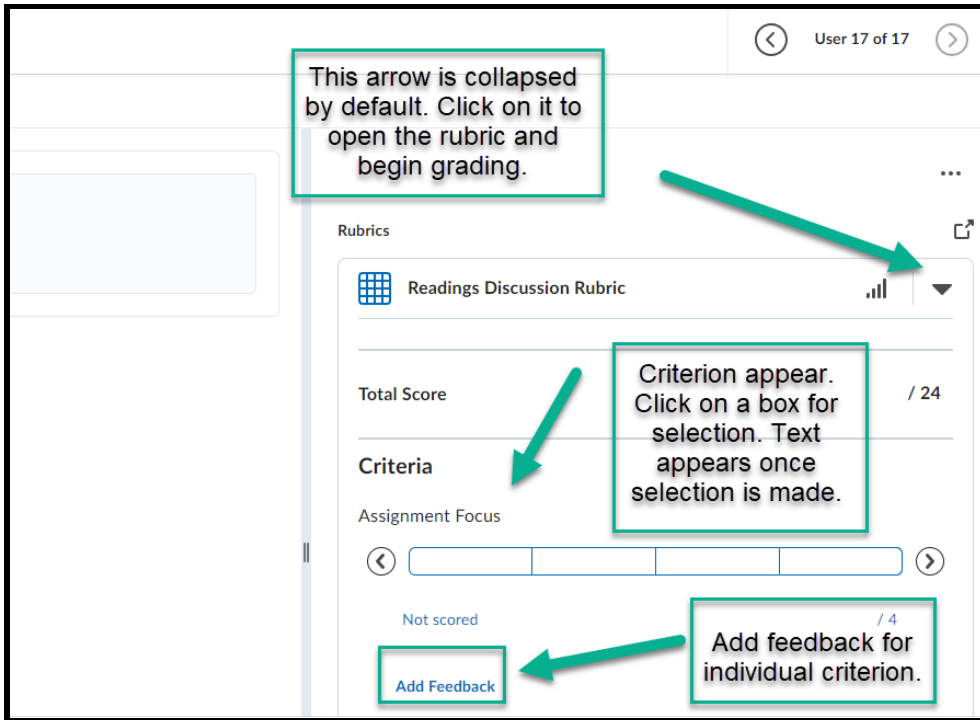 User 17 of 17
This arrow is collapsed
by default. Click on it to
open the rubric and
begin grading.
Rubrics
Readings Discussion Rubric
Total Score
/ 24
Criterion appear.
Click on a box for
selection. Text
appears once
selection is made.
Criteria
Assignment Focus
Not scored
/ 4
Add Feedback
Add feedback for
individual criterion.